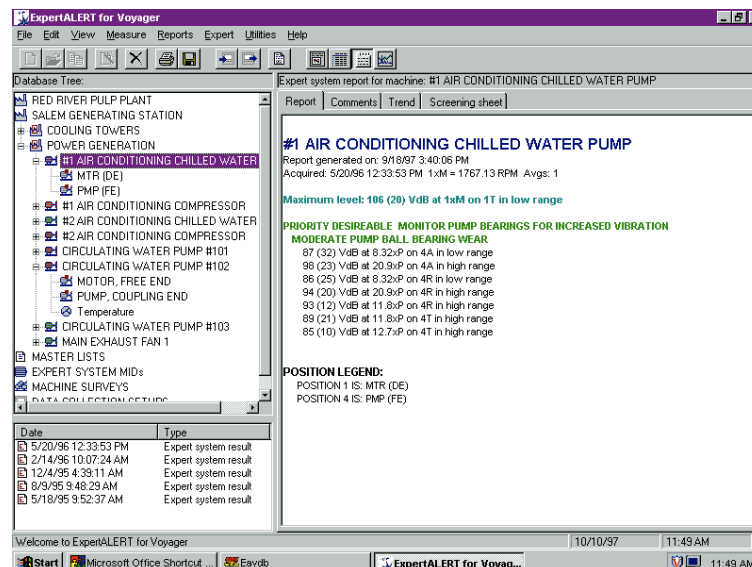 ExpertALERT for Voyager
File Edit View Measure Reports Expert Utilities Help
Database Tree:
RED RIVER PULP PLANT
SALEM GENERATING STATION
COOLING TOWERS
POWER GENERATION
#1 AIR CONDITIONING CHILLED WATER
MTR (DE)
PMP (FE)
#1 AIR CONDITIONING COMPRESSOR
#2 AIR CONDITIONING CHILLED WATER
#2 AIR CONDITIONING COMPRESSOR
CIRCULATING WATER PUMP #101
CIRCULATING WATER PUMP #102
MOTOR, FREE END
PUMP, COUPLING END
Temperature
CIRCULATING WATER PUMP #103
MAIN EXHAUST FAN 1
MASTER LISTS
EXPERT SYSTEM MIDs
MACHINE SURVEYS
DATA COLLECTION SETUPS
Date Type
5/20/96 12:33:53 PM Expert system result
2/14/96 10:07:24 AM Expert system result
12/4/95 4:39:11 AM Expert system result
8/9/95 9:48:29 AM Expert system result
5/18/95 9:52:37 AM Expert system result
Expert system report for machine: #1 AIR CONDITIONING CHILLED WATER PUMP
Report Comments Trend Screening sheet
#1 AIR CONDITIONING CHILLED WATER PUMP
Report generated on: 9/18/97 3:40:06 PM
Acquired: 5/20/96 12:33:53 PM 1xM = 1767.13 RPM Avgs: 1
Maximum level: 106 (20) VdB at 1xM on 1T in low range
PRIORITY DESIREABLE MONITOR PUMP BEARINGS FOR INCREASED VIBRATION
MODERATE PUMP BALL BEARING WEAR
87 (32) VdB at 8.32xP on 4A in low range
98 (23) VdB at 20.9xP on 4A in high range
86 (25) VdB at 8.32xP on 4R in low range
94 (20) VdB at 20.9xP on 4R in high range
93 (12) VdB at 11.8xP on 4R in high range
89 (21) VdB at 11.8xP on 4T in high range
85 (10) VdB at 12.7xP on 4T in high range
POSITION LEGEND:
POSITION 1 IS: MTR (DE)
POSITION 4 IS: PMP (FE)
Welcome to ExpertALERT for Voyager 10/10/97 11:49 AM
Start Microsoft Office Shortcut ... Eavdb ExpertALERT for Voyag... 11:49 AM